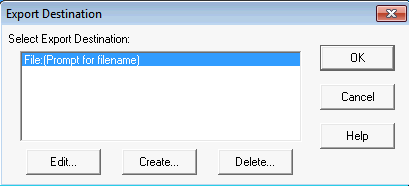 Export Destination
Select Export Destination:
File:(Prompt for filename)
OK
Cancel
Help
Edit...
Create...
Delete...